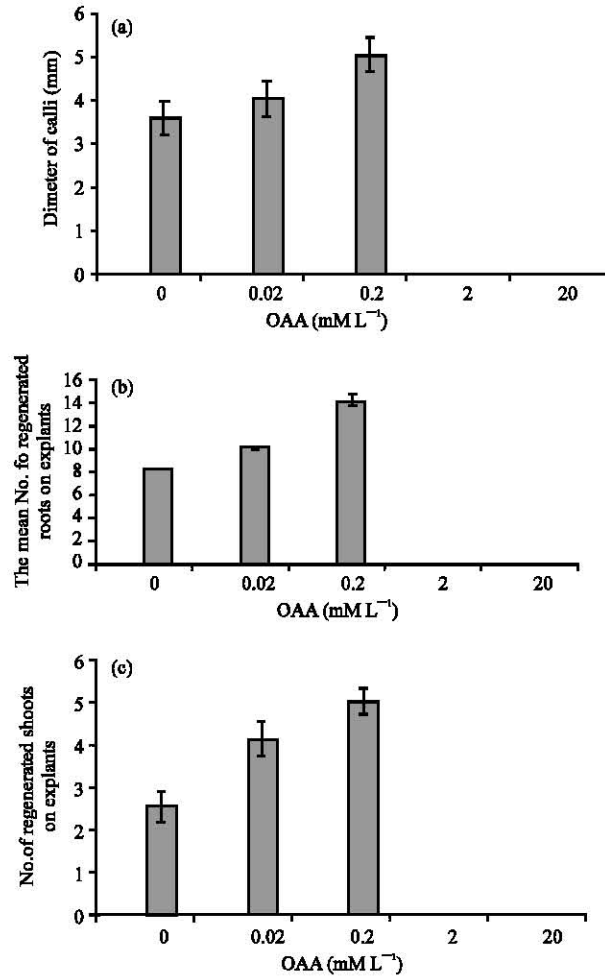 (a)
Dimeter of calli (mm)
6
5
4
3
2
1
0
0 0.02 0.2 2 20
OAA (mM L⁻¹)
(b)
The mean No. fo regenerated
roots on explants
16
14
12
10
8
6
4
2
0
0 0.02 0.2 2 20
OAA (mM L⁻¹)
(c)
No.of regenerated shoots
on explants
6
5
4
3
2
1
0
0 0.02 0.2 2 20
OAA (mM L⁻¹)